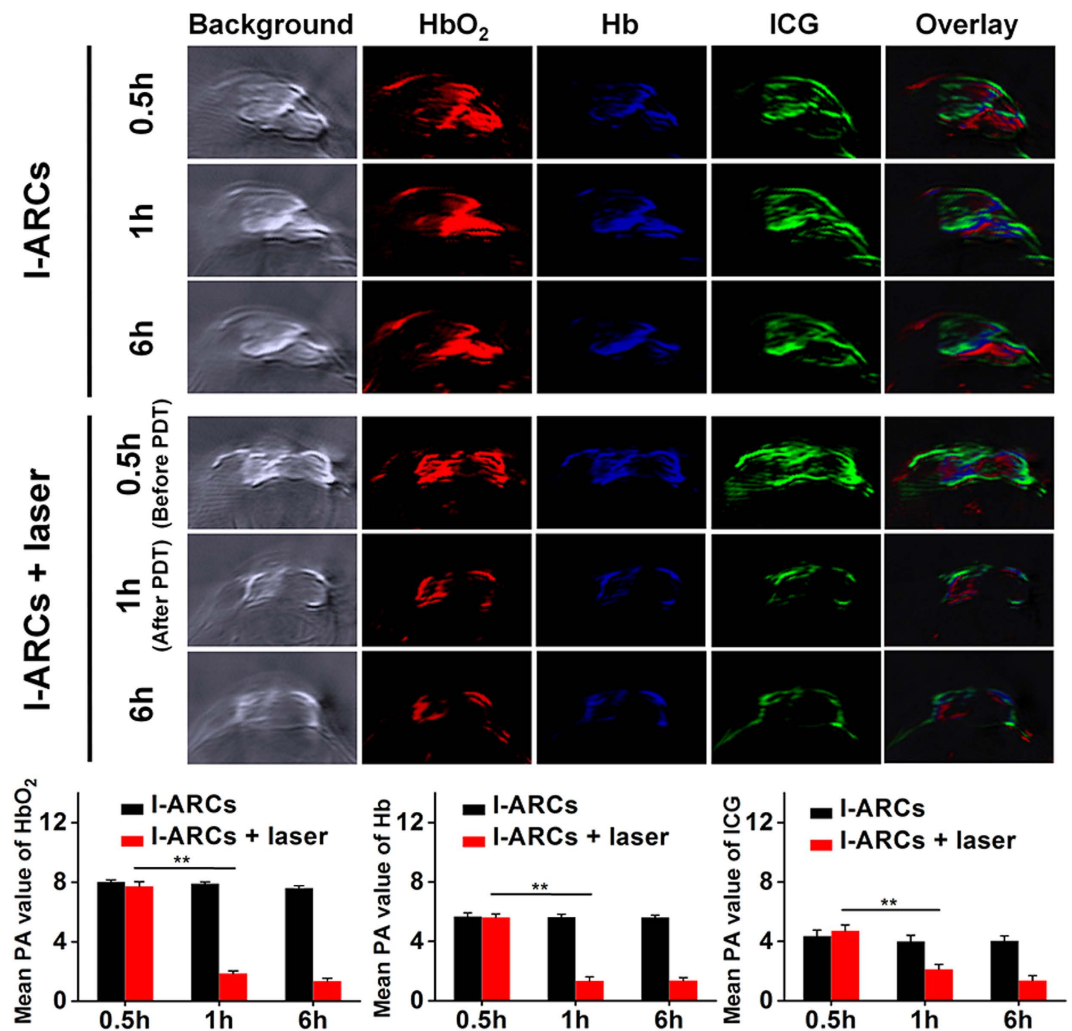 Background HbO₂ Hb ICG Overlay
I-ARCs
0.5h
1h
6h
I-ARCs + laser
0.5h
(Before PDT)
1h
(After PDT)
6h
Mean PA value of HbO₂
12
8
4
0
I-ARCs
I-ARCs + laser
**
0.5h 1h 6h
Mean PA value of Hb
12
8
4
0
I-ARCs
I-ARCs + laser
**
0.5h 1h 6h
Mean PA value of ICG
12
8
4
0
I-ARCs
I-ARCs + laser
**
0.5h 1h 6h